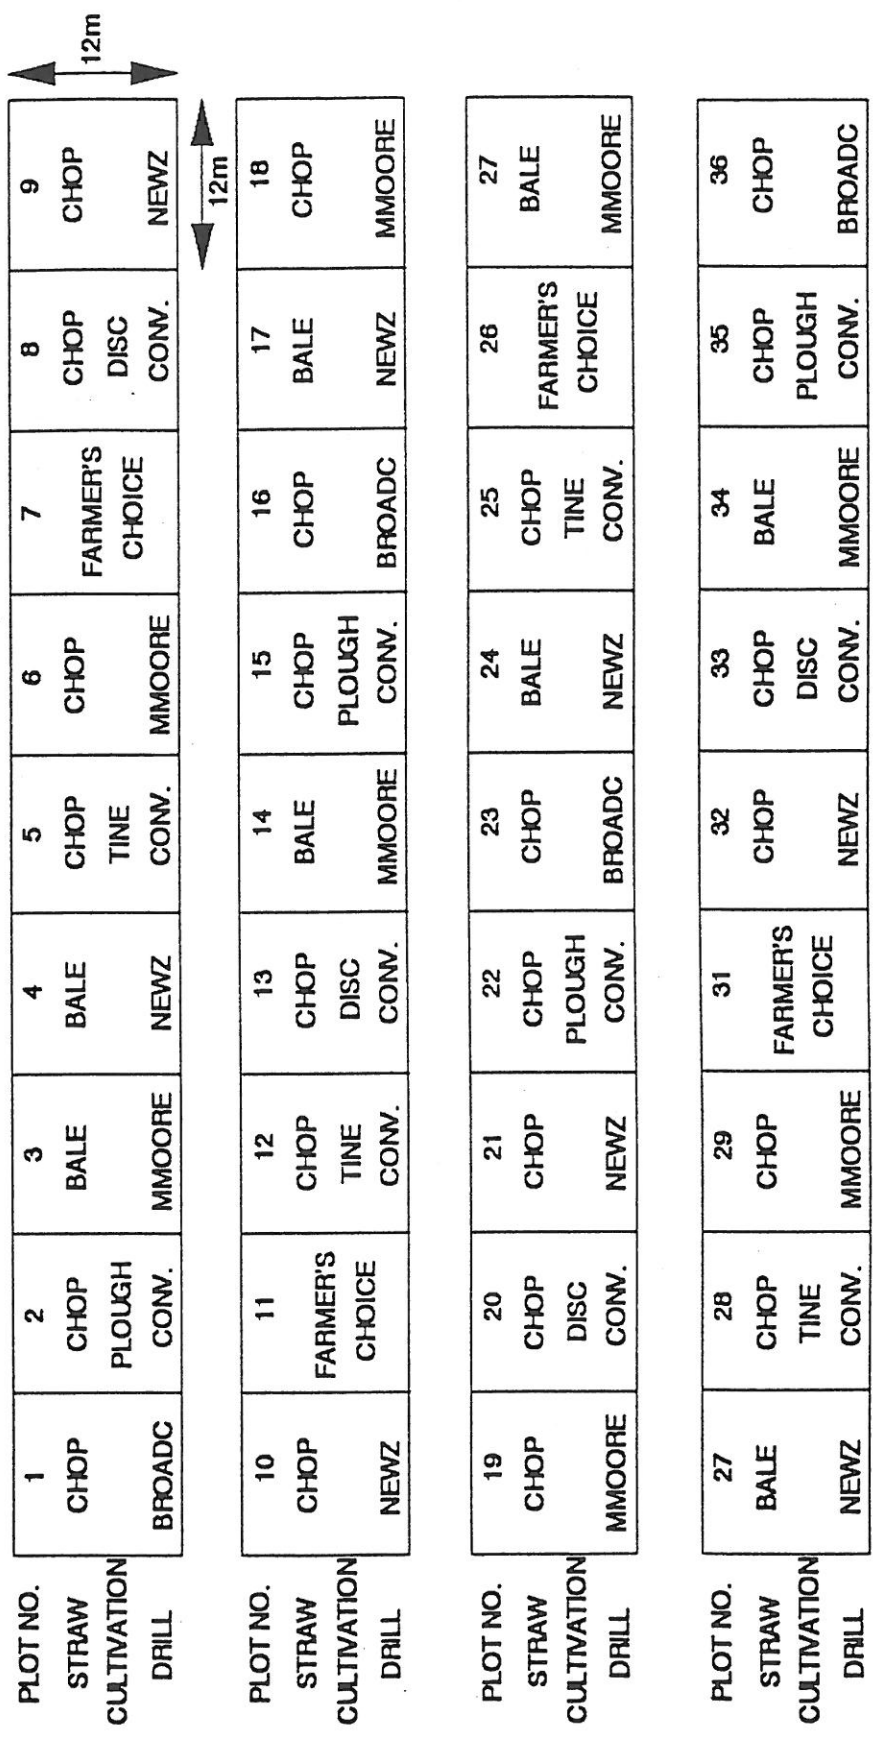 12m
PLOT NO. 1 2 3 4 5 6 7 8 9
STRAW CHOP CHOP BALE BALE CHOP CHOP FARMER'S CHOP CHOP
CULTIVATION PLOUGH TINE CHOICE DISC
DRILL BROADC CONV. MMOORE NEWZ CONV. MMOORE CONV. NEWZ
12m
PLOT NO. 10 11 12 13 14 15 16 17 18
STRAW CHOP FARMER'S CHOP CHOP BALE CHOP CHOP BALE CHOP
CULTIVATION CHOICE TINE DISC PLOUGH
DRILL NEWZ CONV. CONV. MMOORE CONV. BROADC NEWZ MMOORE
PLOT NO. 19 20 21 22 23 24 25 26 27
STRAW CHOP CHOP CHOP CHOP CHOP BALE CHOP FARMER'S BALE
CULTIVATION DISC PLOUGH TINE CHOICE
DRILL MMOORE CONV. NEWZ CONV. BROADC NEWZ CONV. MMOORE
PLOT NO. 27 28 29 31 32 33 34 35 36
STRAW BALE CHOP CHOP FARMER'S CHOP CHOP BALE CHOP CHOP
CULTIVATION TINE CHOICE DISC PLOUGH
DRILL NEWZ CONV. MMOORE NEWZ CONV. MMOORE CONV. BROADC